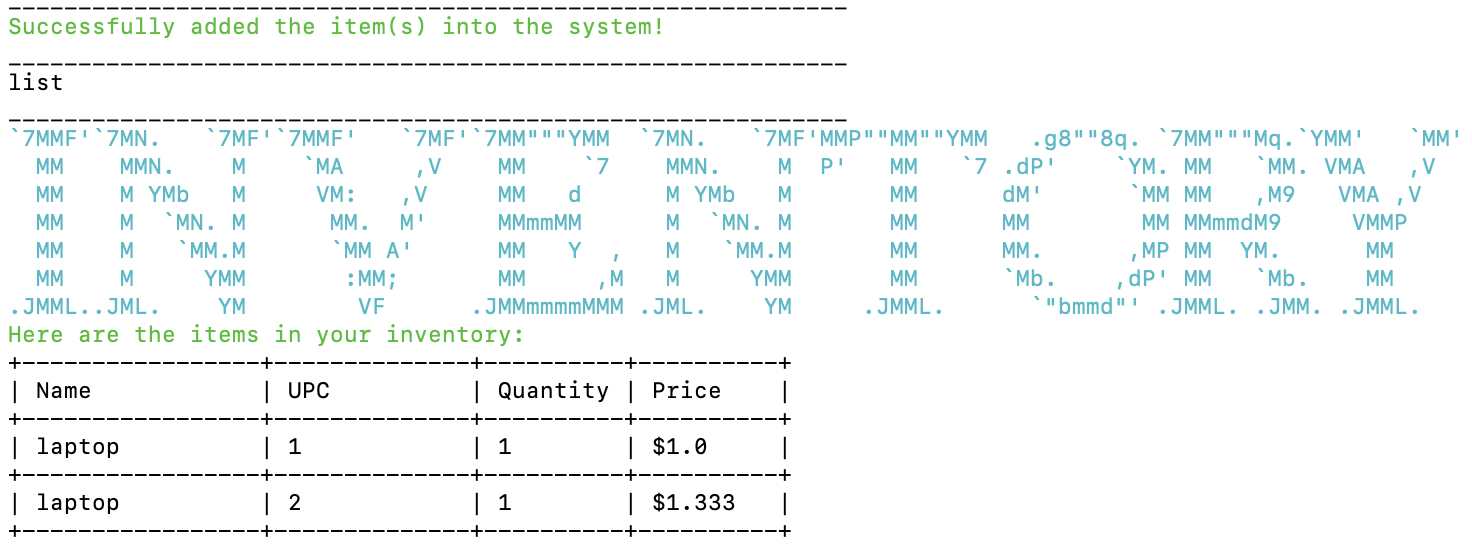 ____________________________________________________________
Successfully added the item(s) into the system!
____________________________________________________________
list
____________________________________________________________
`7MMF'`7MN.   `7MF'`7MMF'   `7MF'`7MM"""YMM  `7MN.   `7MF'MMP""MM""YMM   .g8""8q. `7MM"""Mq.`YMM'   `MM'
  MM    MMN.    M    `MA     ,V    MM    `7    MMN.    M  P'   MM   `7 .dP'    `YM. MM   `MM. VMA   ,V
  MM    M YMb   M     VM:   ,V     MM   d      M YMb   M       MM      dM'      `MM MM   ,M9   VMA ,V
  MM    M  `MN. M      MM.  M'     MMmmMM      M  `MN. M       MM      MM        MM MMmmdM9     VMMP
  MM    M   `MM.M      `MM A'      MM   Y  ,   M   `MM.M       MM      MM.      ,MP MM  YM.      MM
  MM    M     YMM       :MM;       MM     ,M   M     YMM       MM      `Mb.    ,dP' MM   `Mb.    MM
.JMML..JML.    YM        VF      .JMMmmmmMMM .JML.    YM     .JMML.      `"bmmd"' .JMML. .JMM. .JMML.
Here are the items in your inventory:
+-----------------+--------------+----------+----------+
| Name            | UPC          | Quantity | Price    |
+-----------------+--------------+----------+----------+
| laptop          | 1            | 1        | $1.0     |
+-----------------+--------------+----------+----------+
| laptop          | 2            | 1        | $1.333   |
+-----------------+--------------+----------+----------+